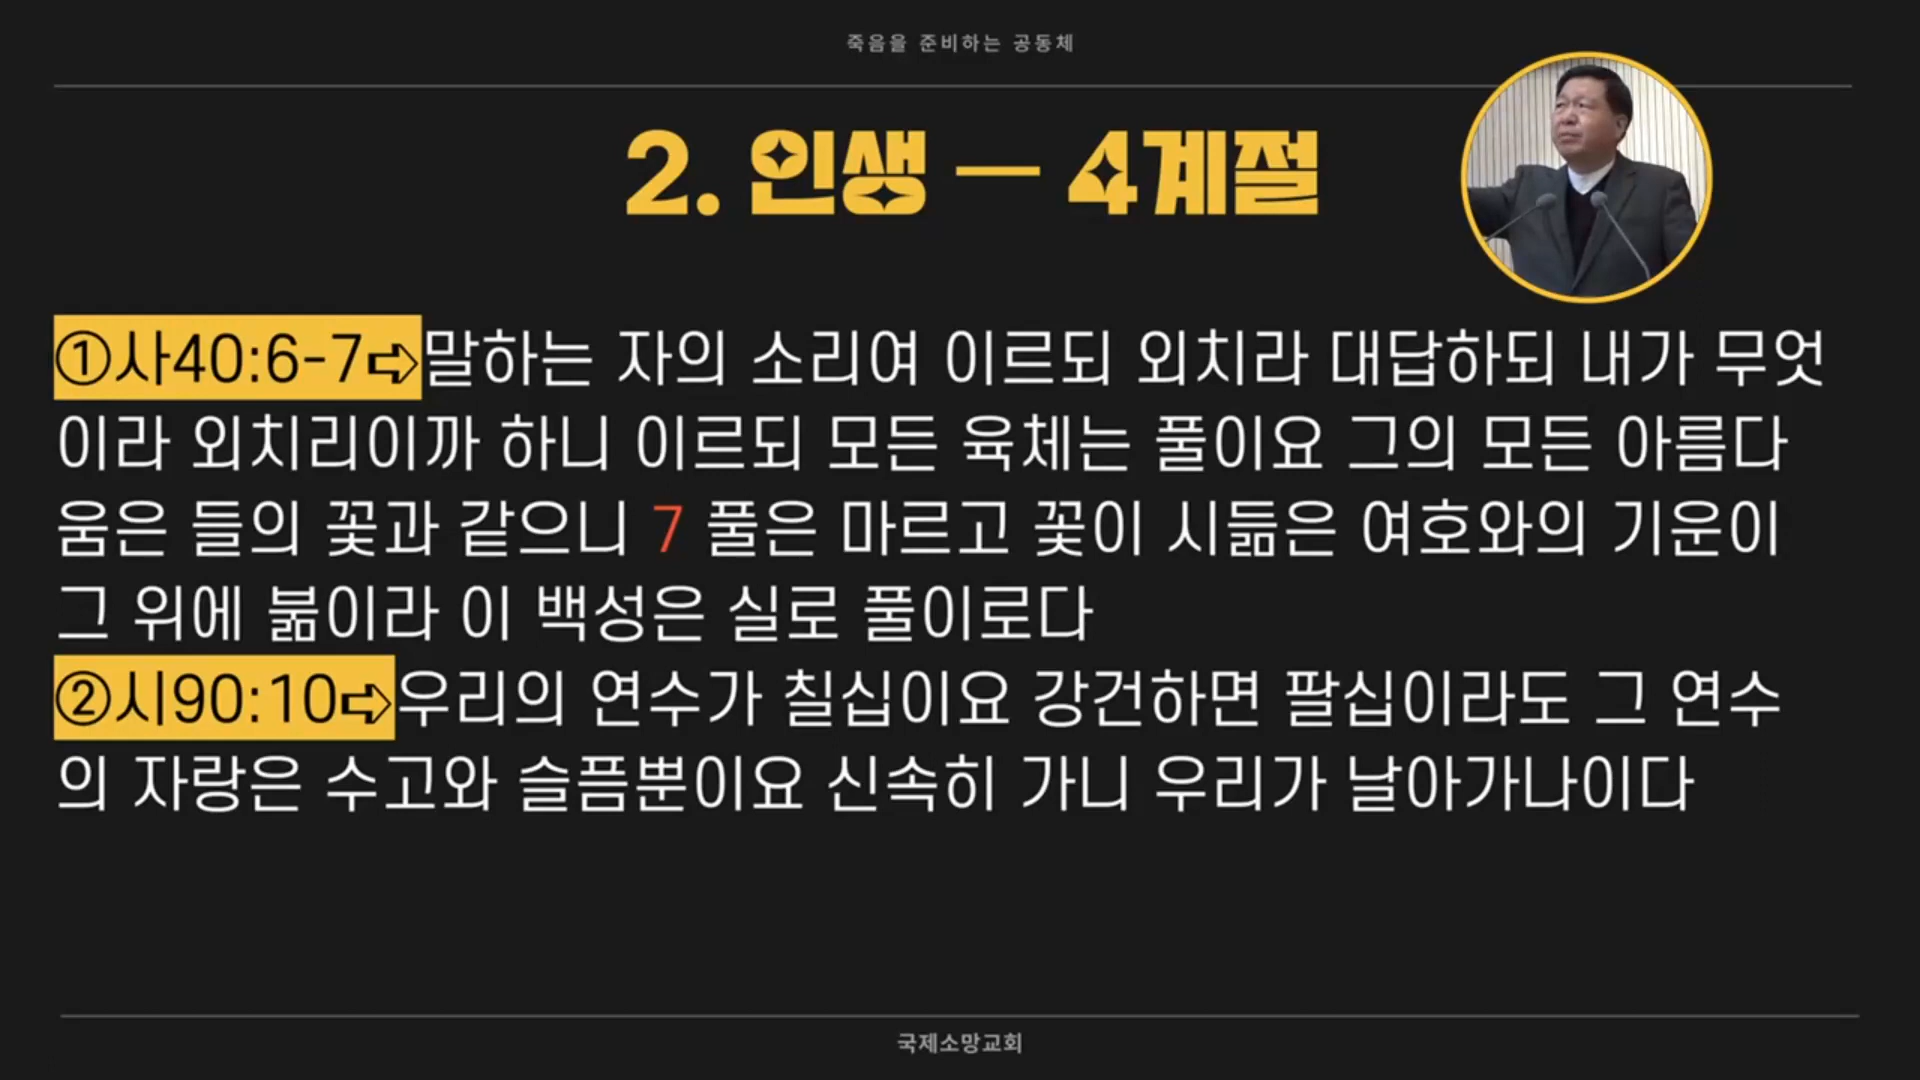 죽음을 준비하는 공동체
2. 인생 — 4계절
①사40:6-7⇨말하는 자의 소리여 이르되 외치라 대답하되 내가 무엇
이라 외치리이까 하니 이르되 모든 육체는 풀이요 그의 모든 아름다
움은 들의 꽃과 같으니 7 풀은 마르고 꽃이 시듦은 여호와의 기운이
그 위에 붊이라 이 백성은 실로 풀이로다
②시90:10⇨우리의 연수가 칠십이요 강건하면 팔십이라도 그 연수
의 자랑은 수고와 슬픔뿐이요 신속히 가니 우리가 날아가나이다
국제소망교회